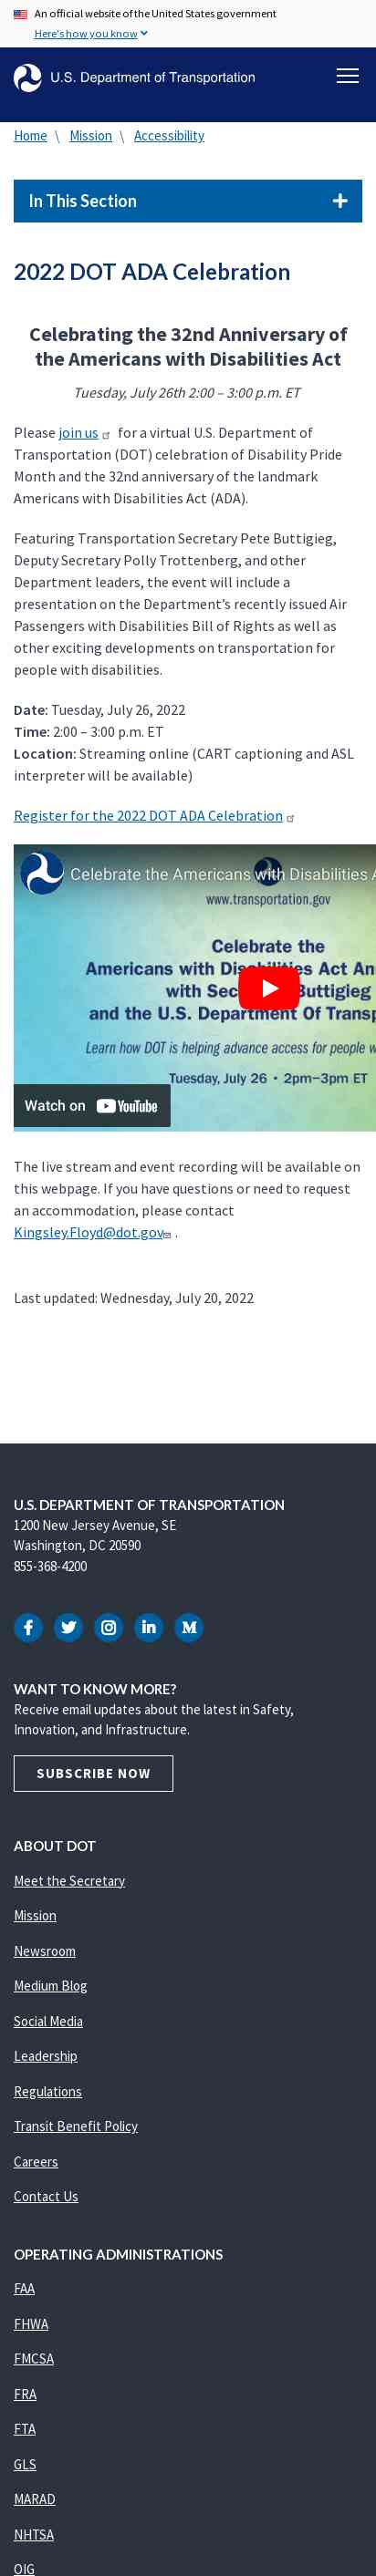 An official website of the United States government
Here's how you know
U.S. Department of Transportation
Home \ Mission \ Accessibility
In This Section
2022 DOT ADA Celebration
Celebrating the 32nd Anniversary of
the Americans with Disabilities Act
Tuesday, July 26th 2:00 – 3:00 p.m. ET
Please join us for a virtual U.S. Department of
Transportation (DOT) celebration of Disability Pride
Month and the 32nd anniversary of the landmark
Americans with Disabilities Act (ADA).
Featuring Transportation Secretary Pete Buttigieg,
Deputy Secretary Polly Trottenberg, and other
Department leaders, the event will include a
presentation on the Department’s recently issued Air
Passengers with Disabilities Bill of Rights as well as
other exciting developments on transportation for
people with disabilities.
Date: Tuesday, July 26, 2022
Time: 2:00 – 3:00 p.m. ET
Location: Streaming online (CART captioning and ASL
interpreter will be available)
Register for the 2022 DOT ADA Celebration
Celebrate the Americans with Disabilities A
www.transportation.gov
Celebrate the
Americans with Disabilities Act An
with Secretary Buttigieg
and the U.S. Department of Transp
Learn how DOT is helping advance access for people w
Tuesday, July 26 • 2pm–3pm ET
Watch on YouTube
The live stream and event recording will be available on
this webpage. If you have questions or need to request
an accommodation, please contact
Kingsley.Floyd@dot.gov .
Last updated: Wednesday, July 20, 2022
U.S. DEPARTMENT OF TRANSPORTATION
1200 New Jersey Avenue, SE
Washington, DC 20590
855-368-4200
WANT TO KNOW MORE?
Receive email updates about the latest in Safety,
Innovation, and Infrastructure.
SUBSCRIBE NOW
ABOUT DOT
Meet the Secretary
Mission
Newsroom
Medium Blog
Social Media
Leadership
Regulations
Transit Benefit Policy
Careers
Contact Us
OPERATING ADMINISTRATIONS
FAA
FHWA
FMCSA
FRA
FTA
GLS
MARAD
NHTSA
OIG